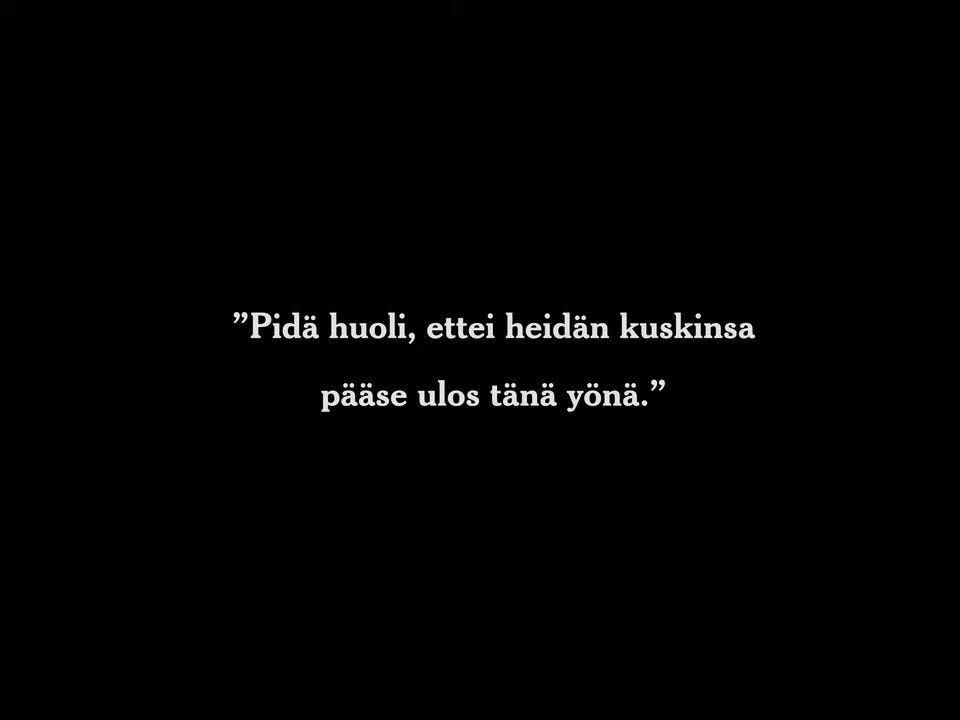 ”Pidä huoli, ettei heidän kuskinsa
pääse ulos tänä yönä.”